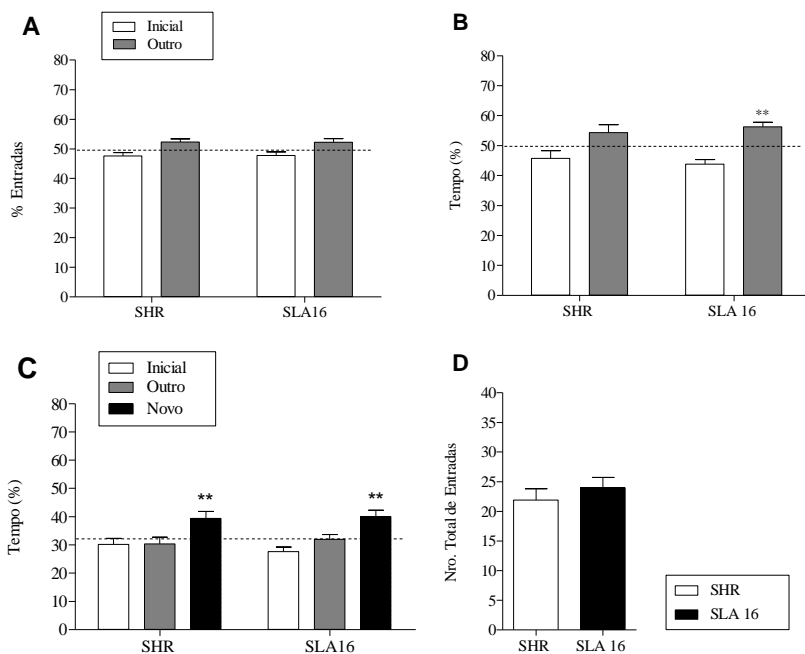 A
Inicial
Outro
80
70
60
50
40
30
20
10
0
% Entradas
SHR
SLA16
B
80
70
60
50
40
30
20
10
0
Tempo (%)
**
SHR
SLA 16
C
Inicial
Outro
Novo
80
70
60
50
40
30
20
10
0
Tempo (%)
**
**
SHR
SLA16
D
40
35
30
25
20
15
10
5
0
Nro. Total de Entradas
SHR
SLA 16
SHR
SLA 16